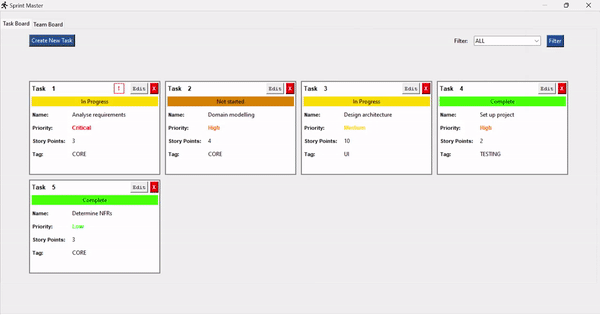 Sprint Master
Task Board Team Board
Create New Task
Filter: ALL Filter
Task 1 ! Edit X
In Progress
Name: Analyse requirements
Priority: Critical
Story Points: 3
Tag: CORE
Task 2 Edit X
Not started
Name: Domain modelling
Priority: High
Story Points: 4
Tag: CORE
Task 3 Edit X
In Progress
Name: Design architecture
Priority: Medium
Story Points: 10
Tag: UI
Task 4 Edit X
Complete
Name: Set up project
Priority: High
Story Points: 2
Tag: TESTING
Task 5 Edit X
Complete
Name: Determine NFRs
Priority: Low
Story Points: 3
Tag: CORE